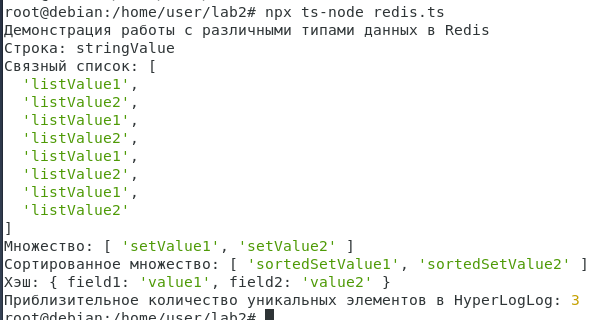 root@debian:/home/user/lab2# npx ts-node redis.ts
Демонстрация работы с различными типами данных в Redis
Строка: stringValue
Связный список: [
  'listValue1',
  'listValue2',
  'listValue1',
  'listValue2',
  'listValue1',
  'listValue2',
  'listValue1',
  'listValue2'
]
Множество: [ 'setValue1', 'setValue2' ]
Сортированное множество: [ 'sortedSetValue1', 'sortedSetValue2' ]
Хэш: { field1: 'value1', field2: 'value2' }
Приблизительное количество уникальных элементов в HyperLogLog: 3
root@debian:/home/user/lab2#